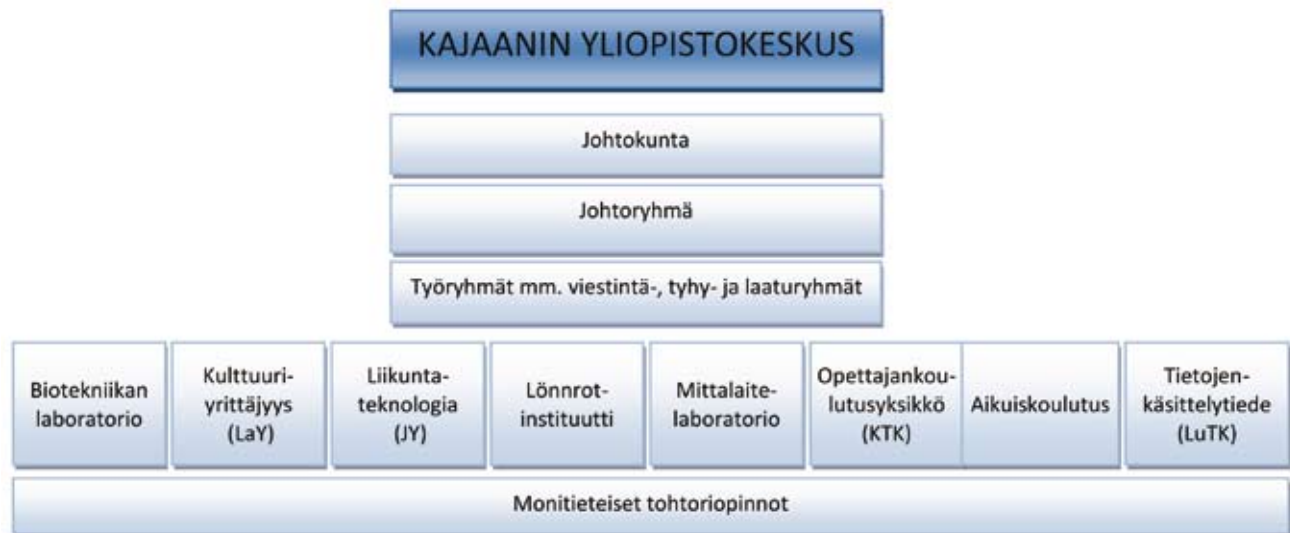 KAJAANIN YLIOPISTOKESKUS
Johtokunta
Johtoryhmä
Työryhmät mm. viestintä-, tyhy- ja laaturyhmät
Biotekniikan
laboratorio
Kulttuuri-
yrittäjyys
(LaY)
Liikunta-
teknologia
(JY)
Lönnrot-
instituutti
Mittalaite-
laboratorio
Opettajankou-
lutusyksikkö
(KTK)
Aikuiskoulutus
Tietojen-
käsittelytiede
(LuTK)
Monitieteiset tohtoriopinnot